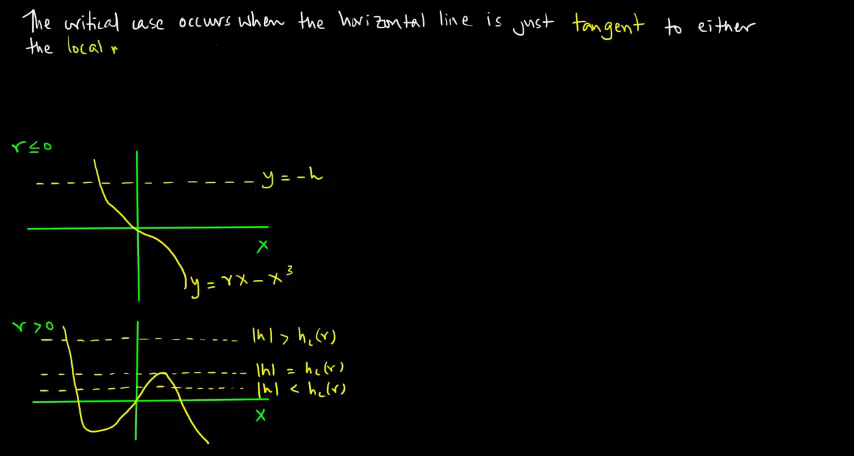 The critical case occurs when the horizontal line is just tangent to either
the local
r ≤ 0
y = -h
x
y = rx - x³
r > 0
|h| > h꜀(r)
|h| = h꜀(r)
|h| < h꜀(r)
x